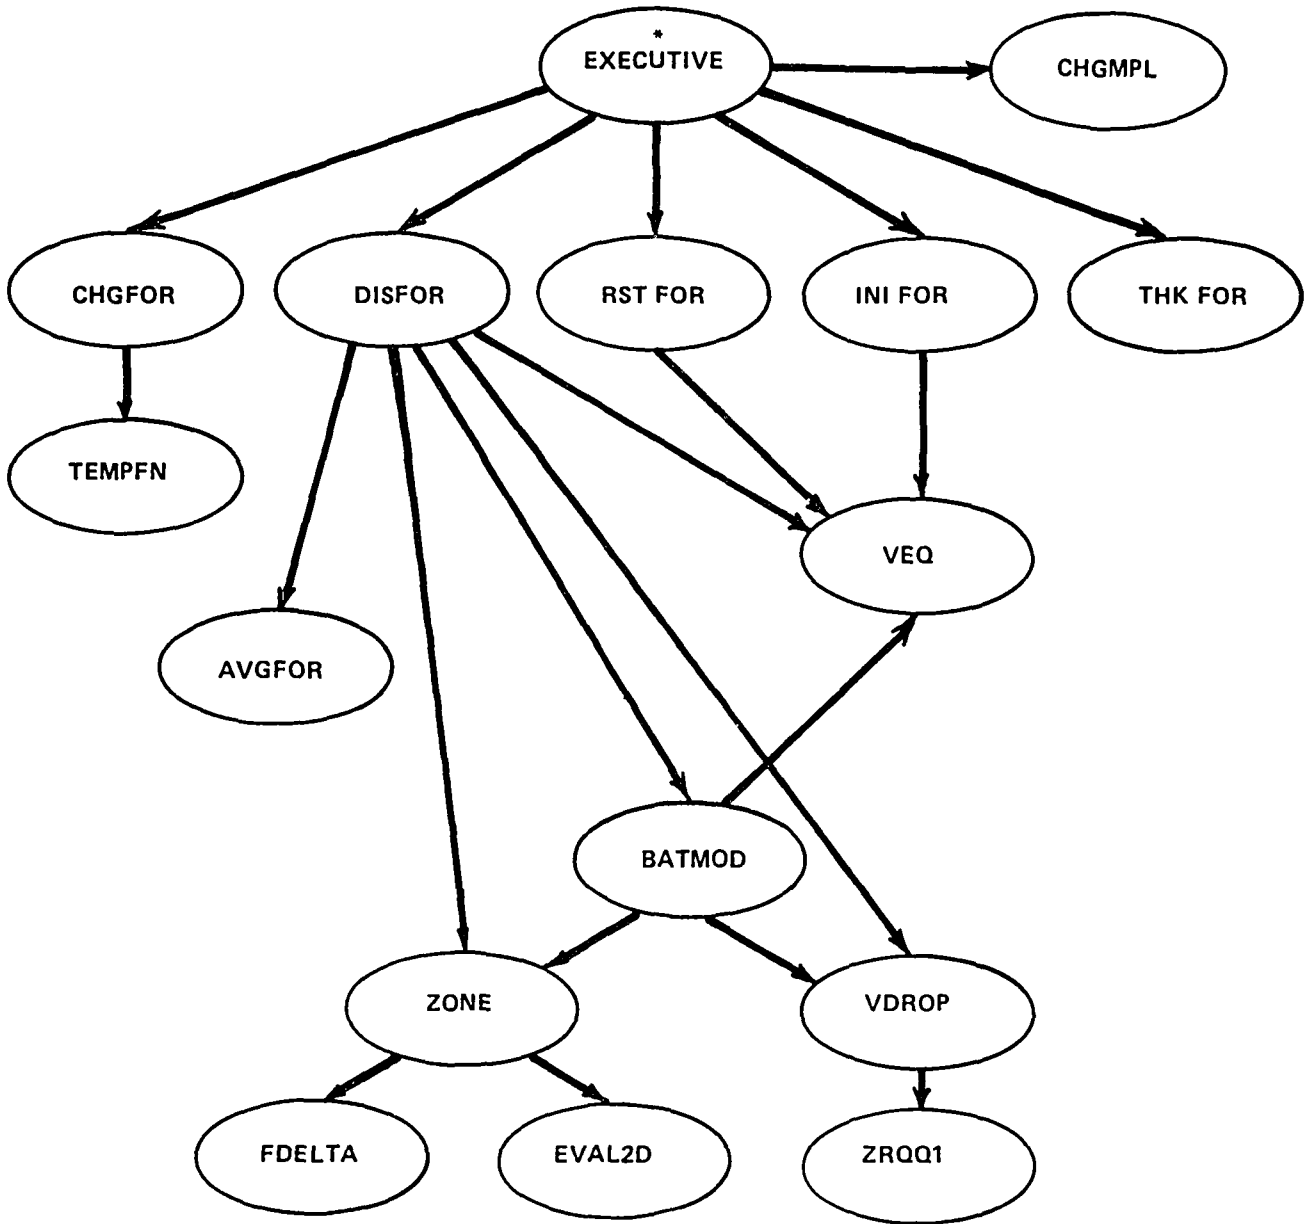 *
EXECUTIVE
CHGMPL
CHGFOR
DISFOR
RST FOR
INI FOR
THK FOR
TEMPFN
VEQ
AVGFOR
BATMOD
ZONE
VDROP
FDELTA
EVAL2D
ZRQQ1